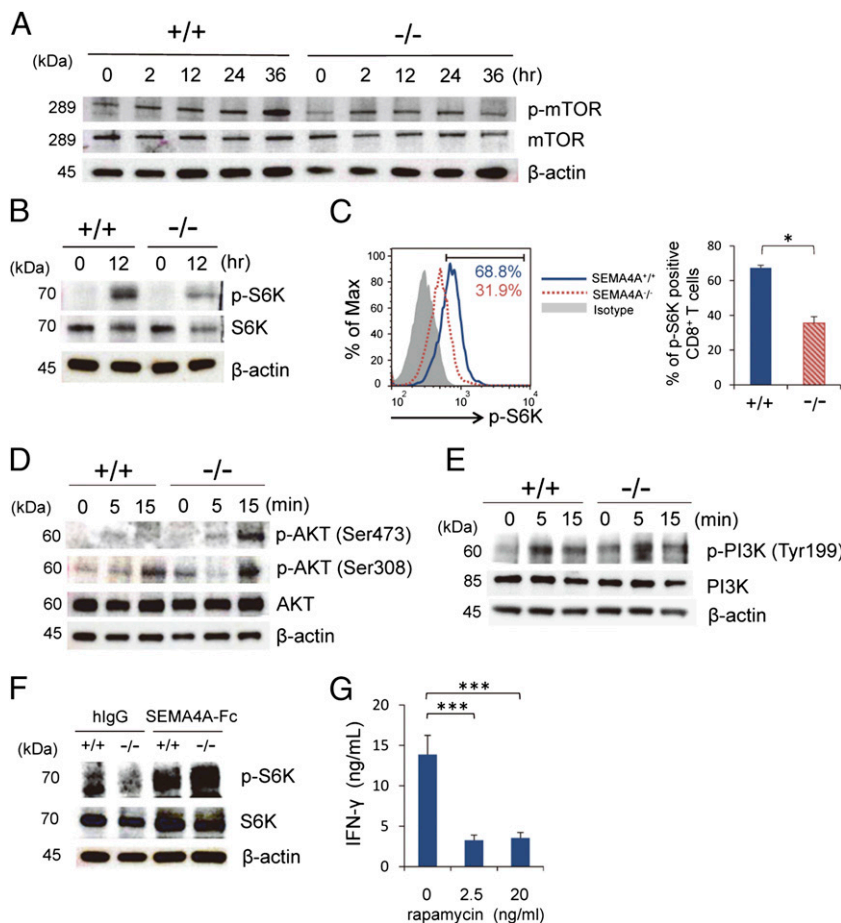 A
+/+ -/-
(kDa) 0 2 12 24 36 0 2 12 24 36 (hr)
289 p-mTOR
289 mTOR
45 β-actin
B
+/+ -/-
0 12 0 12 (hr)
70 p-S6K
70 S6K
45 β-actin
C
% of Max
100
80
60
40
20
0
10² 10³ 10⁴
p-S6K
68.8%
31.9%
SEMA4A+/+
SEMA4A-/-
Isotype
% of p-S6K positive
CD8+ T cells
80
60
40
20
0
*
+/+ -/-
D
+/+ -/-
(kDa) 0 5 15 0 5 15 (min)
60 p-AKT (Ser473)
60 p-AKT (Ser308)
60 AKT
45 β-actin
E
+/+ -/-
0 5 15 0 5 15 (min)
(kDa)
60 p-PI3K (Tyr199)
85 PI3K
45 β-actin
F
hIgG SEMA4A-Fc
(kDa) +/+ -/- +/+ -/-
70 p-S6K
70 S6K
45 β-actin
G
IFN-γ (ng/mL)
20
15
10
5
0
***
***
0 2.5 20
rapamycin (ng/ml)